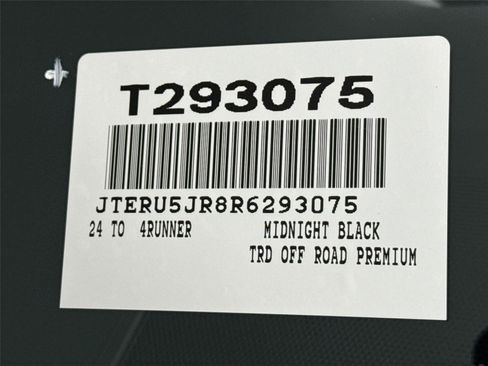 T293075
JTERU5JR8R6293075
24 TO 4RUNNER MIDNIGHT BLACK
TRD OFF ROAD PREMIUM